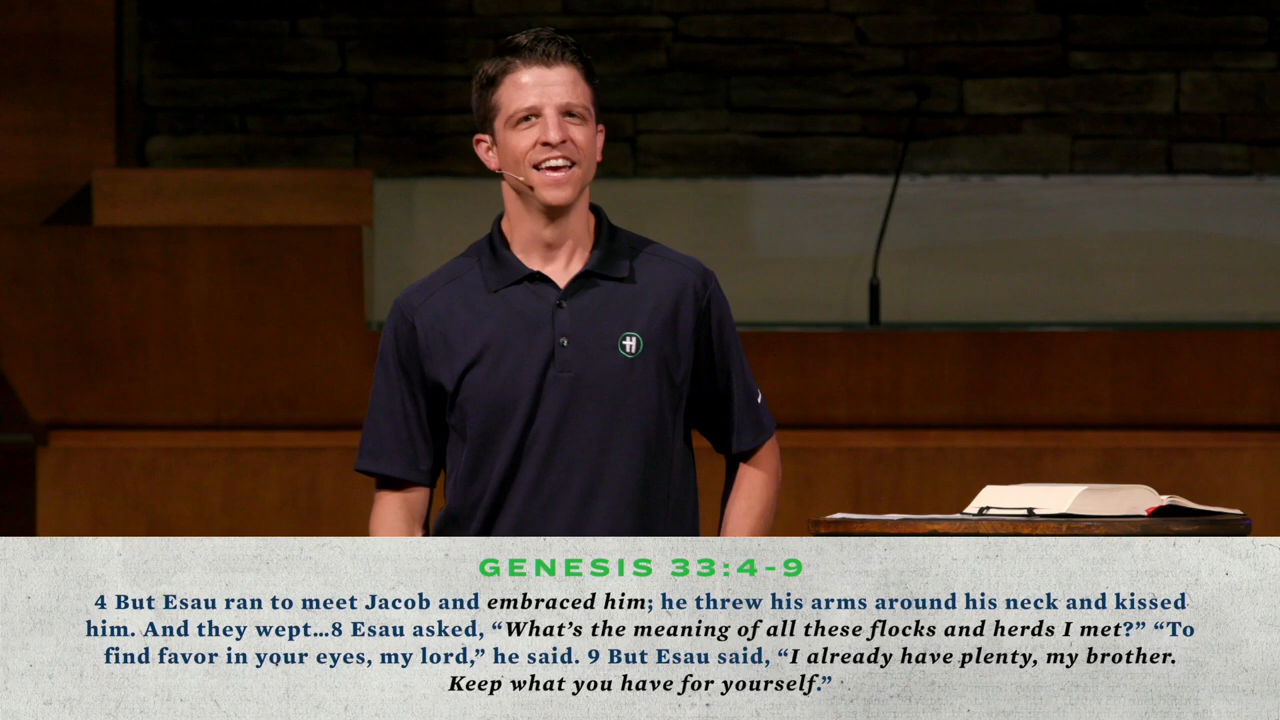 H
GENESIS 33:4-9
4 But Esau ran to meet Jacob and embraced him; he threw his arms around his neck and kissed
him. And they wept...8 Esau asked, “What’s the meaning of all these flocks and herds I met?” “To
find favor in your eyes, my lord,” he said. 9 But Esau said, “I already have plenty, my brother.
Keep what you have for yourself.”